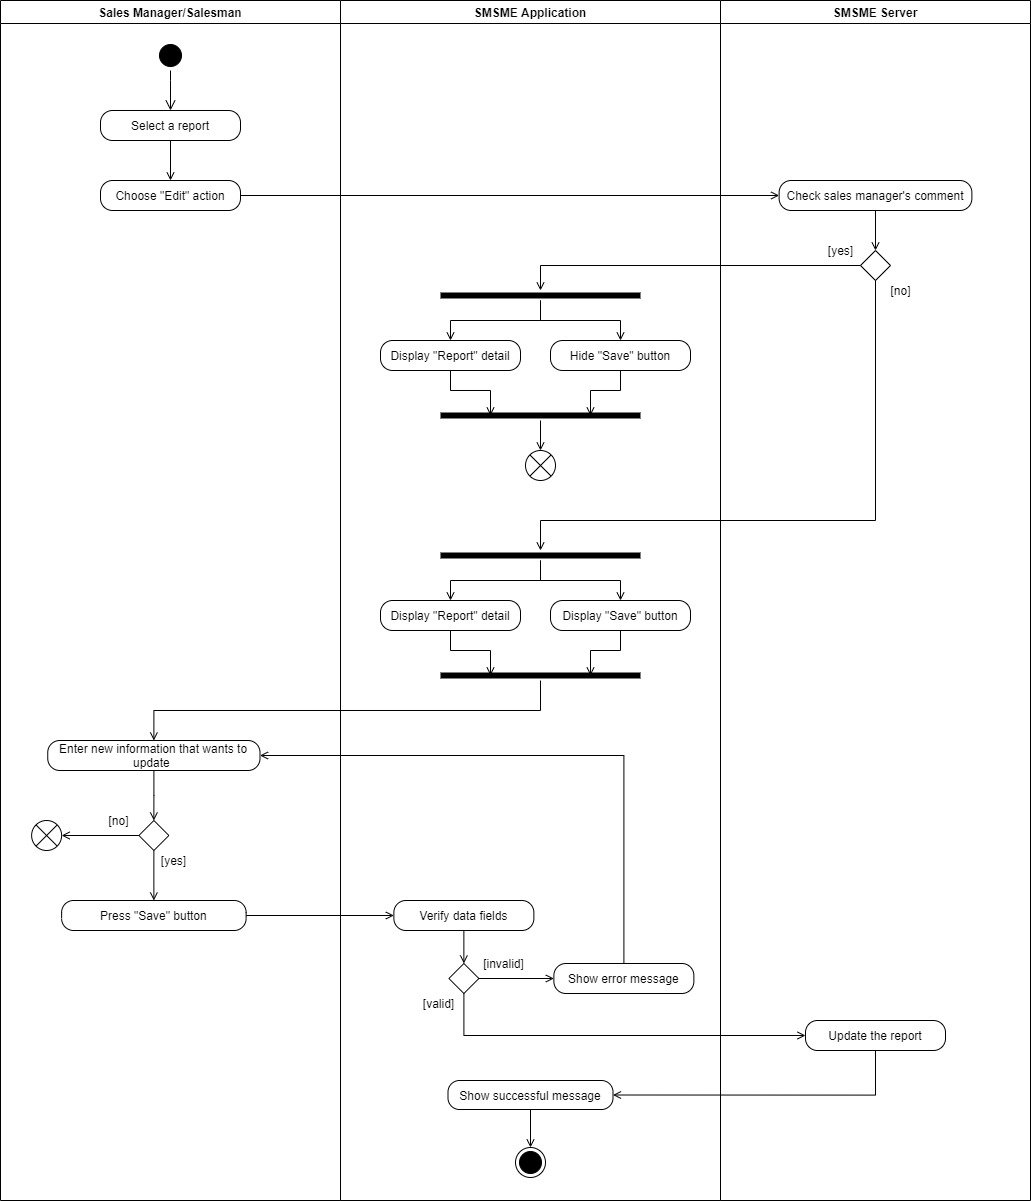 Sales Manager/Salesman
SMSME Application
SMSME Server
Select a report
Choose "Edit" action
Check sales manager's comment
[yes]
[no]
Display "Report" detail
Hide "Save" button
Display "Report" detail
Display "Save" button
Enter new information that wants to
update
[no]
[yes]
Press "Save" button
Verify data fields
[invalid]
Show error message
[valid]
Update the report
Show successful message